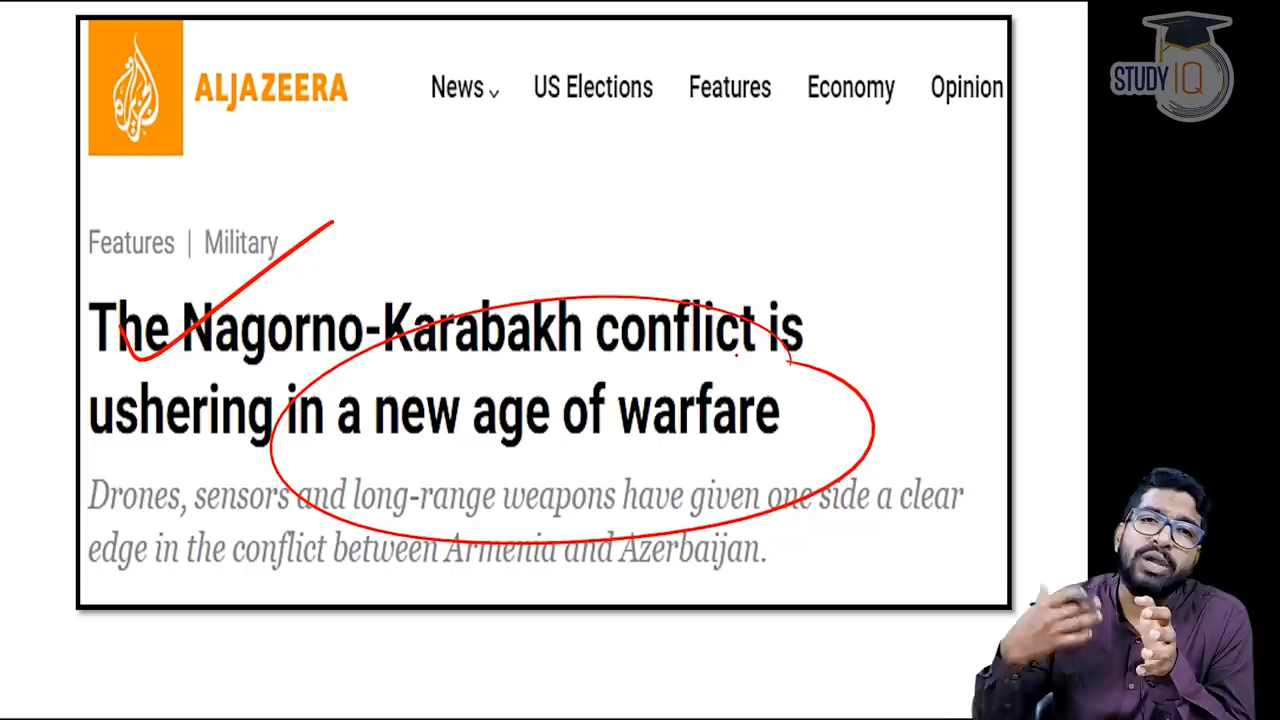 ALJAZEERA
News US Elections Features Economy Opinion
STUDY IQ
Features | Military
The Nagorno-Karabakh conflict is
ushering in a new age of warfare
Drones, sensors and long-range weapons have given one side a clear
edge in the conflict between Armenia and Azerbaijan.